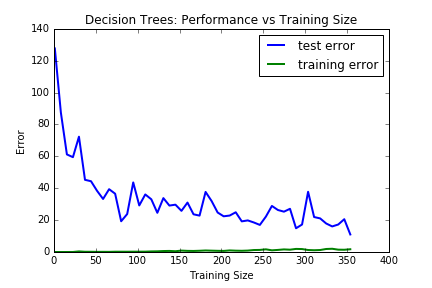 Decision Trees: Performance vs Training Size
140
120
100
80
60
40
20
0
Error
test error
training error
0 50 100 150 200 250 300 350 400
Training Size